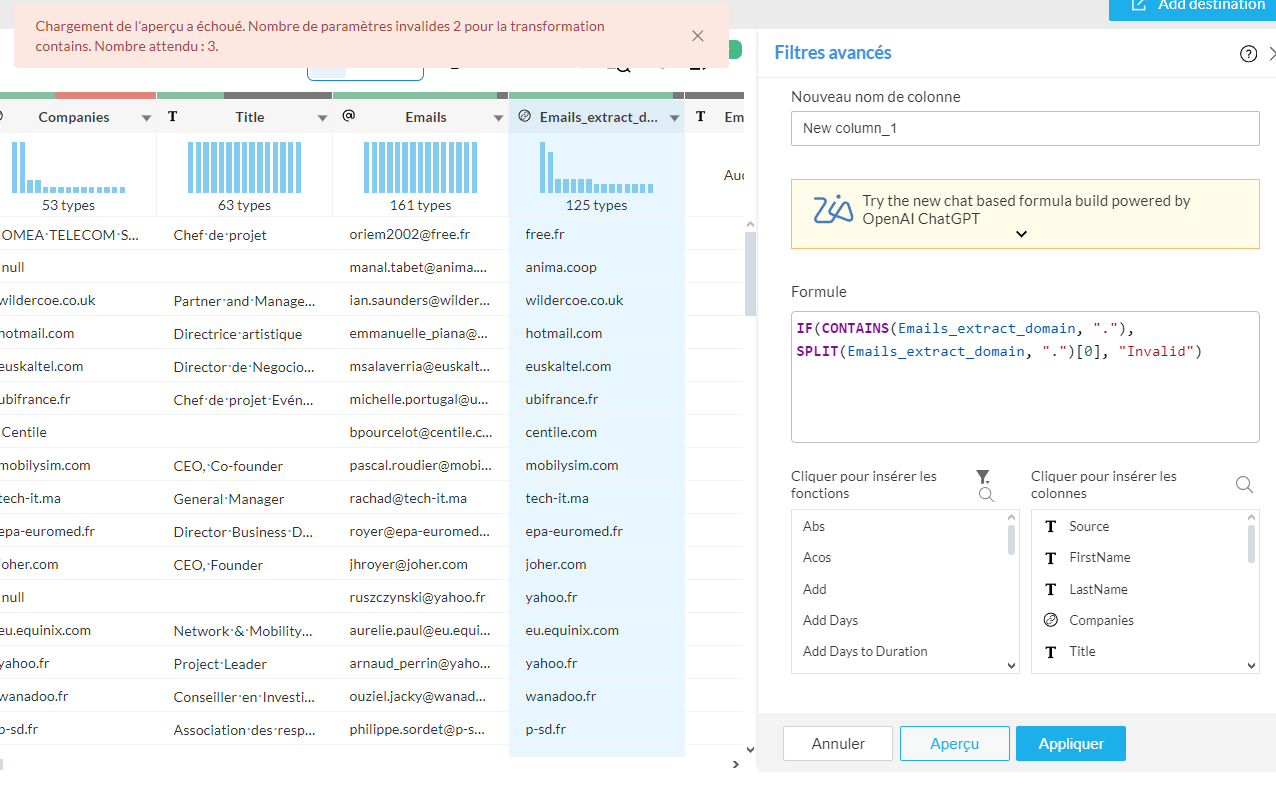 Chargement de l'aperçu a échoué. Nombre de paramètres invalides 2 pour la transformation
contains. Nombre attendu : 3.
Add destination
Filtres avancés
Nouveau nom de colonne
New column_1
Try the new chat based formula build powered by
OpenAI ChatGPT
Formule
IF(CONTAINS(Emails_extract_domain, "."),
SPLIT(Emails_extract_domain, ".")[0], "Invalid")
Cliquer pour insérer les
fonctions
Abs
Acos
Add
Add Days
Add Days to Duration
Cliquer pour insérer les
colonnes
T Source
T FirstName
T LastName
Companies
T Title
Annuler
Aperçu
Appliquer
Companies T Title @ Emails Emails_extract_d... T Em
53 types 63 types 161 types 125 types Auc
OMEA·TELECOM·S... Chef·de·projet oriem2002@free.fr free.fr
null manal.tabet@anima.... anima.coop
wildercoe.co.uk Partner·and·Manage... ian.saunders@wilder... wildercoe.co.uk
hotmail.com Directrice·artistique emmanuelle_piana@... hotmail.com
euskaltel.com Director·de·Negocio... msalaverria@euskalt... euskaltel.com
ubifrance.fr Chef·de·projet·Evén... michelle.portugal@u... ubifrance.fr
Centile bpourcelot@centile.c... centile.com
mobilysim.com CEO,·Co-founder pascal.roudier@mobi... mobilysim.com
tech-it.ma General·Manager rachad@tech-it.ma tech-it.ma
epa-euromed.fr Director·Business·D... royer@epa-euromed... epa-euromed.fr
joher.com CEO,·Founder jhroyer@joher.com joher.com
null ruszczynski@yahoo.fr yahoo.fr
eu.equinix.com Network·&·Mobility... aurelie.paul@eu.equi... eu.equinix.com
yahoo.fr Project·Leader arnaud_perrin@yaho... yahoo.fr
wanadoo.fr Conseiller·en·Investi... ouziel.jacky@wanad... wanadoo.fr
p-sd.fr Association·des·resp... philippe.sordet@p-s... p-sd.fr